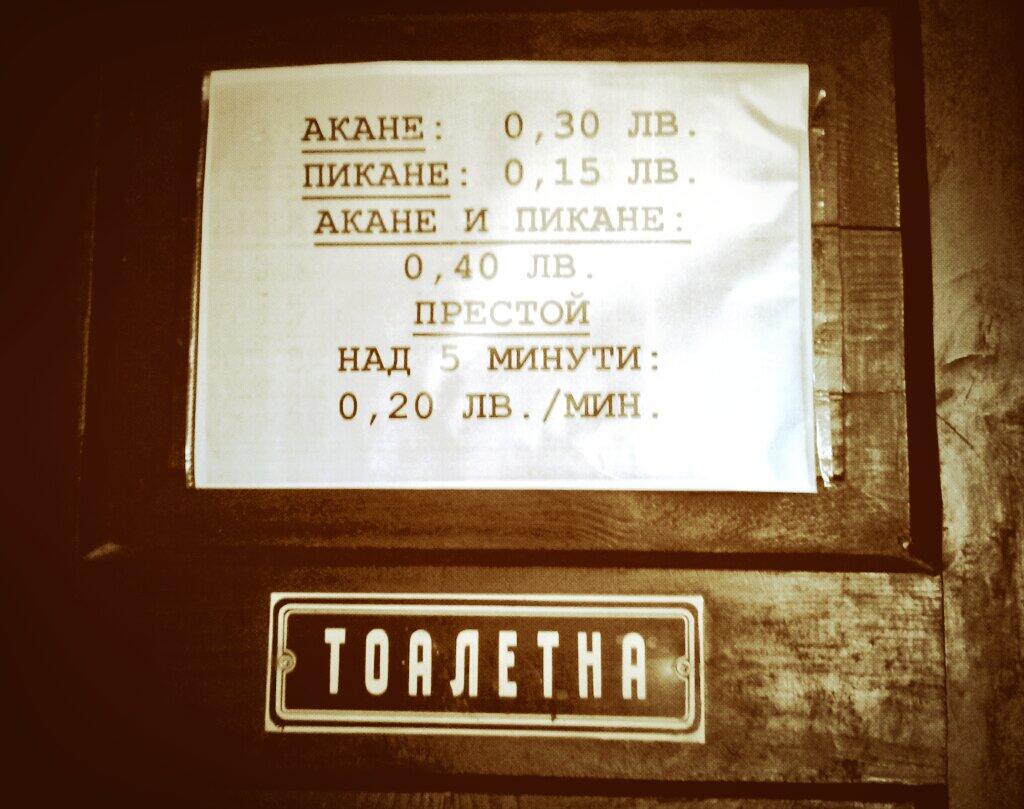 АКАНЕ: 0,30 ЛВ.
ПИКАНЕ: 0,15 ЛВ.
АКАНЕ И ПИКАНЕ:
0,40 ЛВ.
ПРЕСТОЙ
НАД 5 МИНУТИ:
0,20 ЛВ./МИН.
ТОАЛЕТНА